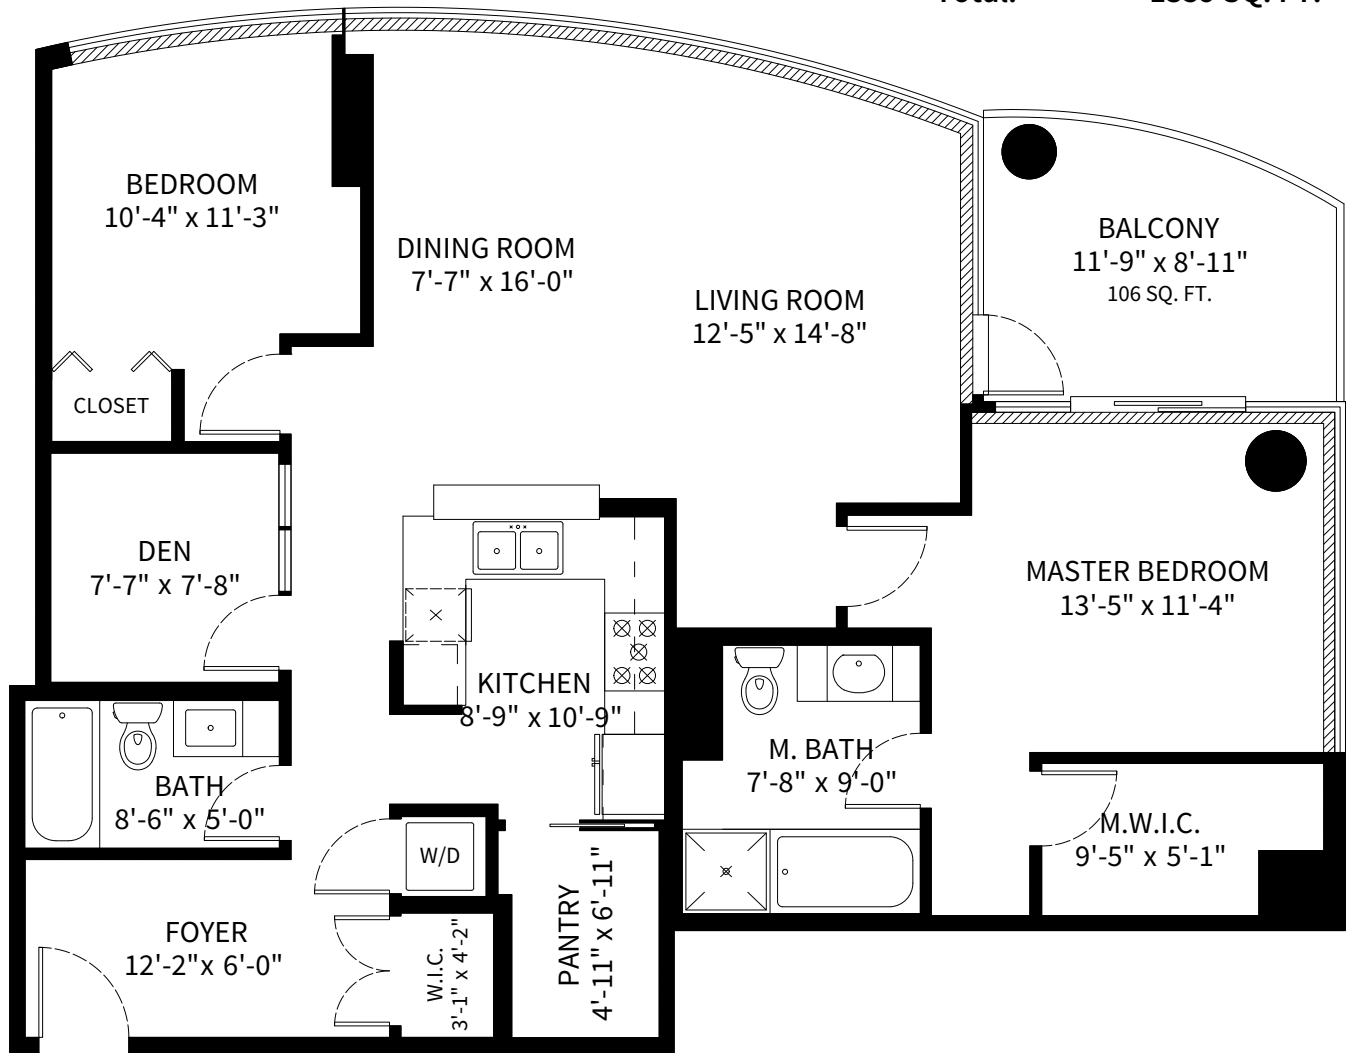 BEDROOM
10'-4" x 11'-3"
DINING ROOM
7'-7" x 16'-0"
LIVING ROOM
12'-5" x 14'-8"
BALCONY
11'-9" x 8'-11"
106 SQ. FT.
CLOSET
DEN
7'-7" x 7'-8"
MASTER BEDROOM
13'-5" x 11'-4"
KITCHEN
8'-9" x 10'-9"
M. BATH
7'-8" x 9'-0"
BATH
8'-6" x 5'-0"
M.W.I.C.
9'-5" x 5'-1"
W/D
PANTRY
4'-11" x 6'-11"
FOYER
12'-2"x 6'-0"
W.I.C.
3'-1" x 4'-2"